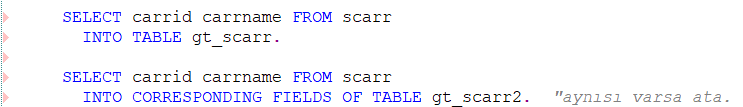 SELECT carrid carrname FROM scarr
INTO TABLE gt_scarr.
SELECT carrid carrname FROM scarr
INTO CORRESPONDING FIELDS OF TABLE gt_scarr2. "aynısı varsa ata.